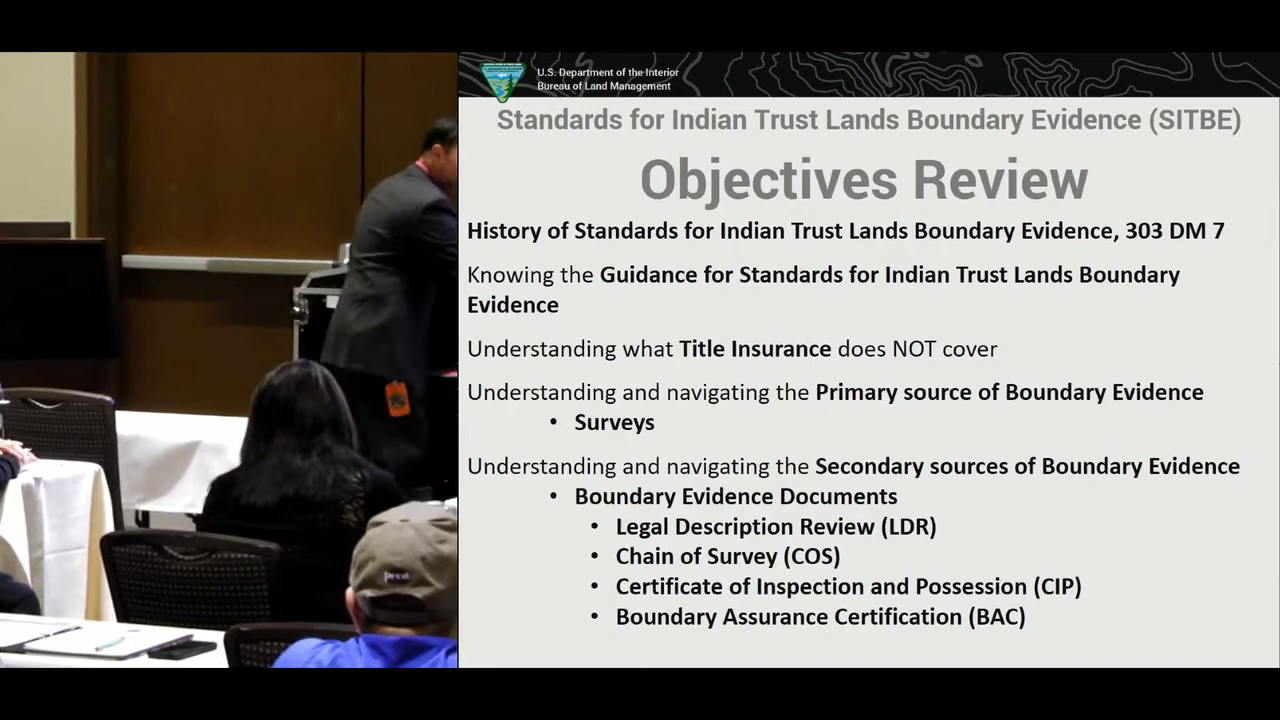 U.S. Department of the Interior
Bureau of Land Management
Standards for Indian Trust Lands Boundary Evidence (SITBE)
Objectives Review
History of Standards for Indian Trust Lands Boundary Evidence, 303 DM 7
Knowing the Guidance for Standards for Indian Trust Lands Boundary
Evidence
Understanding what Title Insurance does NOT cover
Understanding and navigating the Primary source of Boundary Evidence
• Surveys
Understanding and navigating the Secondary sources of Boundary Evidence
• Boundary Evidence Documents
• Legal Description Review (LDR)
• Chain of Survey (COS)
• Certificate of Inspection and Possession (CIP)
• Boundary Assurance Certification (BAC)